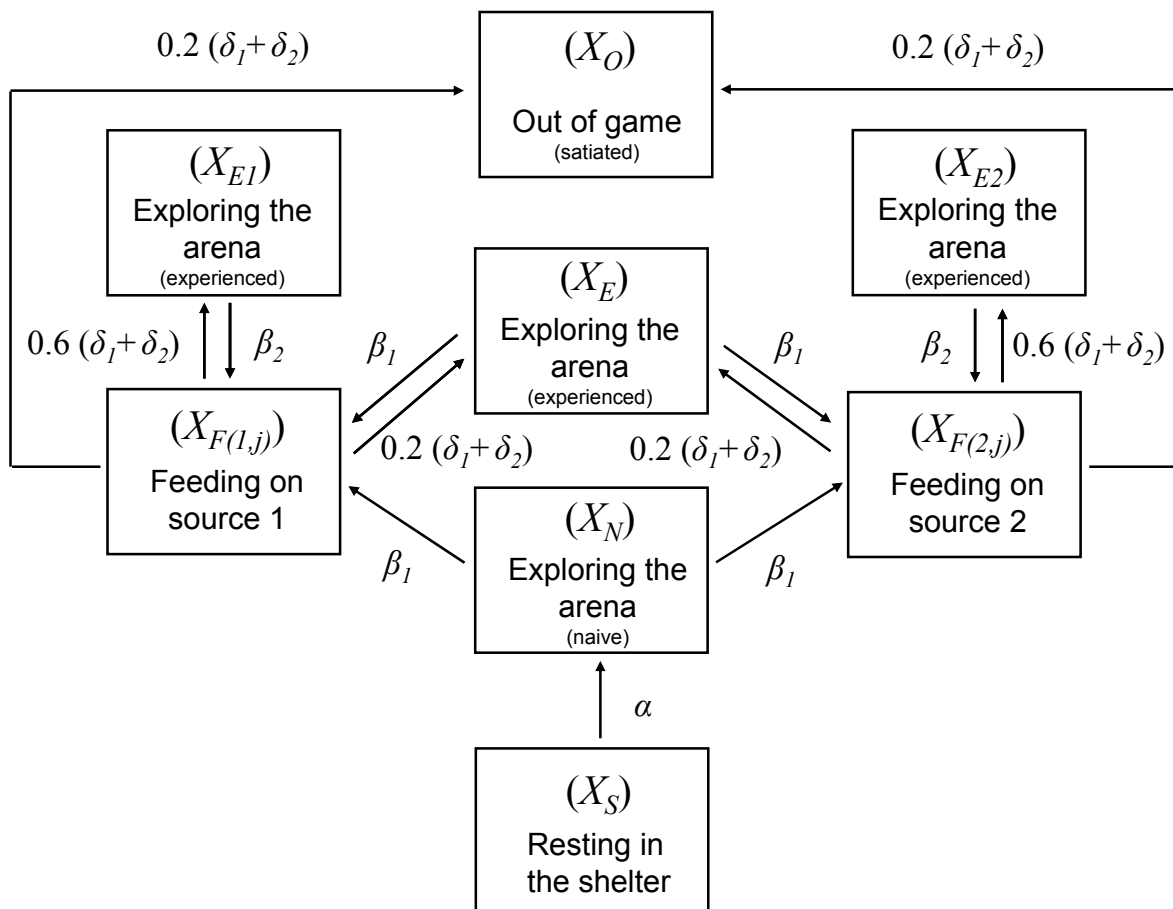 0.2 (δ1+δ2)
(XO)
Out of game
(satiated)
0.2 (δ1+δ2)
(XE1)
Exploring the
arena
(experienced)
(XE2)
Exploring the
arena
(experienced)
(XE)
Exploring the
arena
(experienced)
0.6 (δ1+δ2)
β2
β1
β1
β2
0.6 (δ1+δ2)
(XF(1,j))
Feeding on
source 1
0.2 (δ1+δ2)
0.2 (δ1+δ2)
(XF(2,j))
Feeding on
source 2
(XN)
Exploring the
arena
(naive)
β1
β1
α
(XS)
Resting in
the shelter